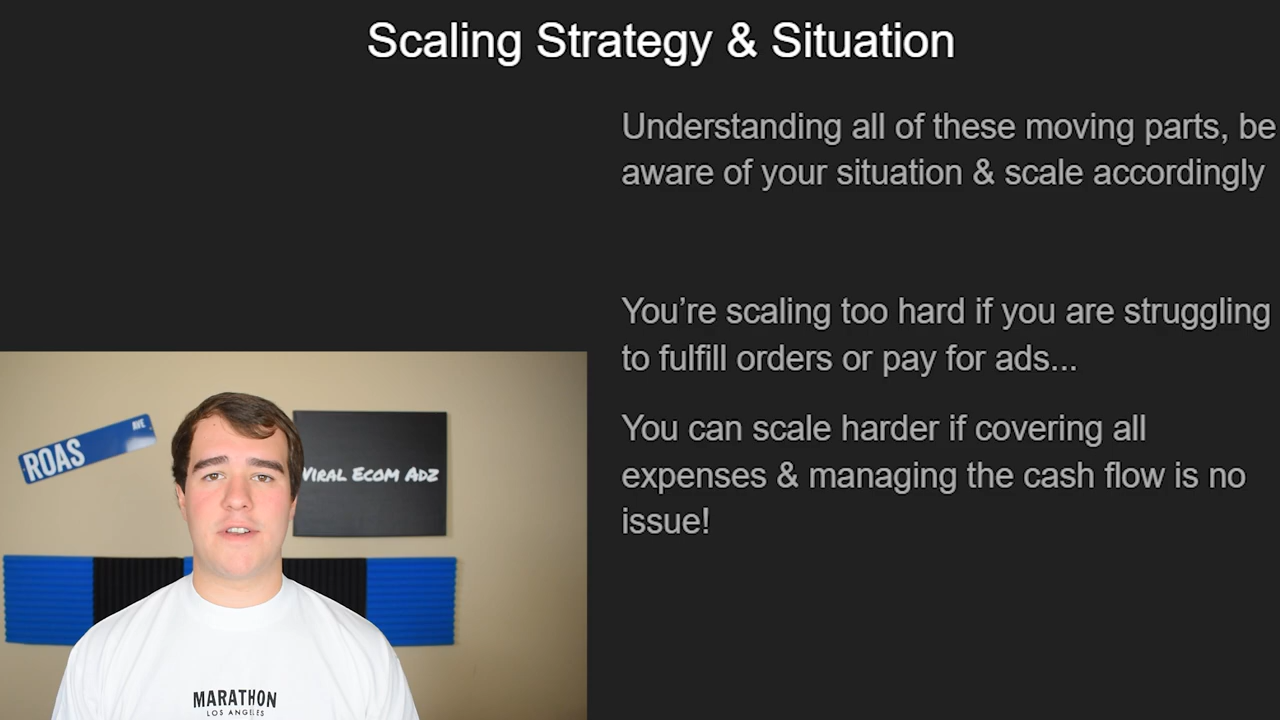 Scaling Strategy & Situation
Understanding all of these moving parts, be
aware of your situation & scale accordingly
You’re scaling too hard if you are struggling
to fulfill orders or pay for ads...
You can scale harder if covering all
expenses & managing the cash flow is no
issue!
ROAS AVE
VIRAL ECOM ADZ
MARATHON
LOS ANGELES